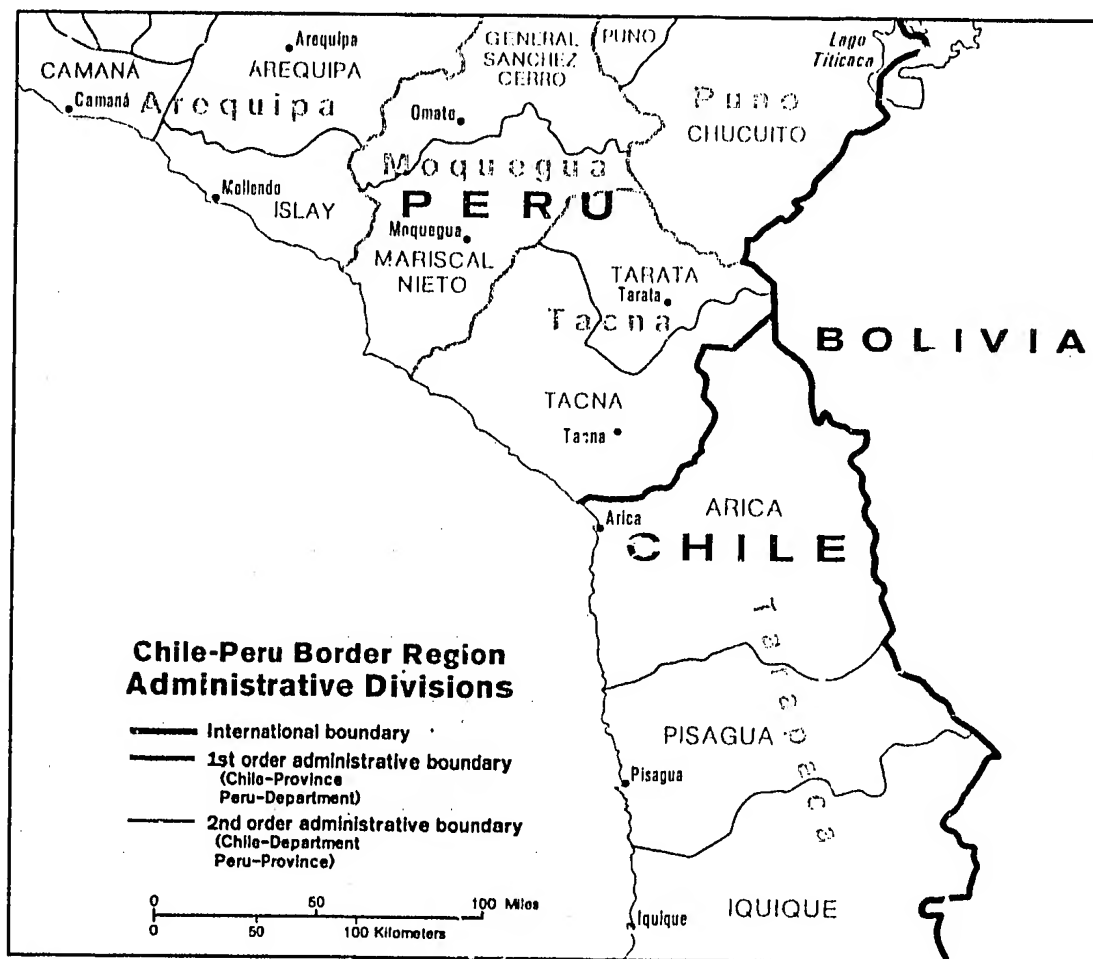 Arequipa
AREQUIPA
GENERAL
SANCHEZ
CERRO
PUNO
Lago
Titicaca
CAMANÁ
Camaná
Arequipa
Omate
Puno
CHUCUITO
Moquegua
Mollendo
ISLAY
PERU
Moquegua
MARISCAL
NIETO
TARATA
Tarata
Tacna
BOLIVIA
TACNA
Tacna
Arica
ARICA
CHILE
Tarapaca
Chile-Peru Border Region
Administrative Divisions
International boundary
1st order administrative boundary
(Chile-Province
Peru-Department)
2nd order administrative boundary
(Chile-Department
Peru-Province)
0 50 100 Miles
0 50 100 Kilometers
PISAGUA
Pisagua
IQUIQUE
Iquique